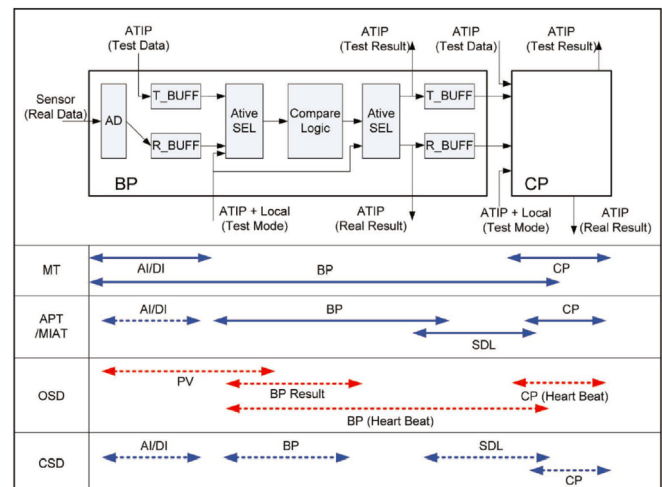 ATIP
(Test Data)
ATIP
(Test Result)
ATIP
(Test Data)
ATIP
(Test Result)
Sensor
(Real Data)
AD
T_BUFF
R_BUFF
Ative
SEL
Compare
Logic
Ative
SEL
T_BUFF
R_BUFF
BP
CP
ATIP + Local
(Test Mode)
ATIP
(Real Result)
ATIP + Local
(Test Mode)
ATIP
(Real Result)
MT
AI/DI
BP
CP
APT
/MIAT
AI/DI
BP
SDL
CP
OSD
PV
BP Result
BP (Heart Beat)
CP (Heart Beat)
CSD
AI/DI
BP
SDL
CP